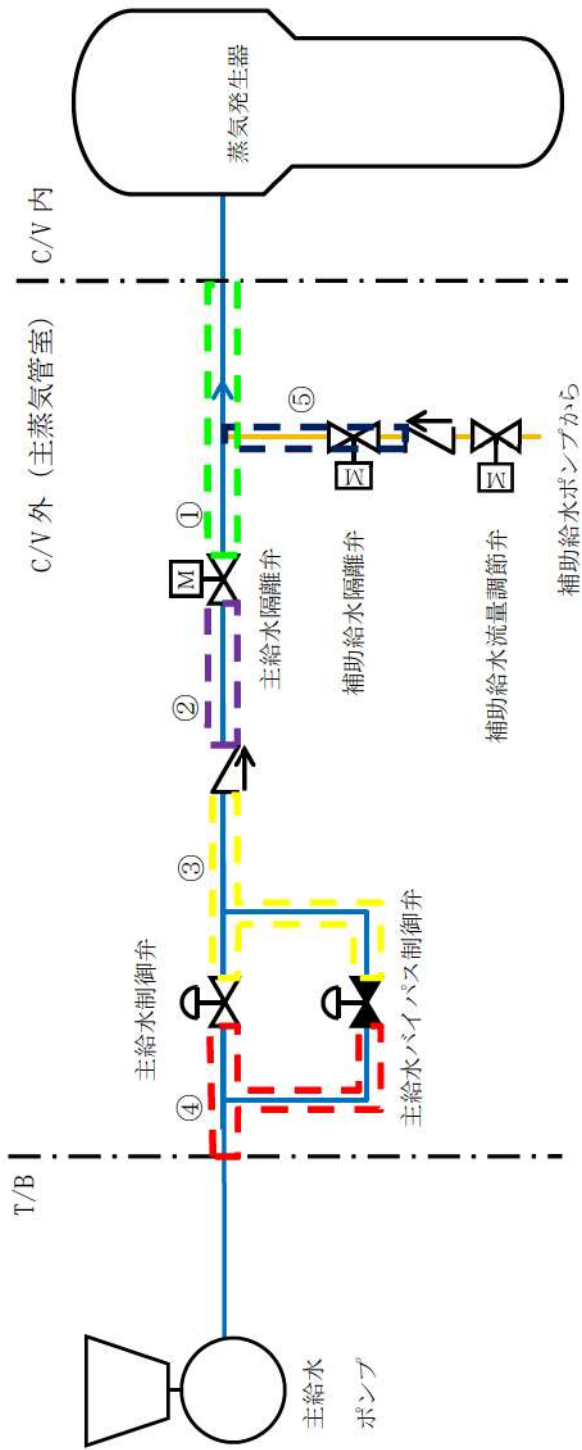 T/B
C/V 外 (主蒸気管室)
C/V 内
④
③
②
①
⑤
M
M
M
主給水制御弁
主給水バイパス制御弁
主給水隔離弁
補助給水隔離弁
補助給水流量調節弁
補助給水ポンプから
蒸気発生器
主給水
ポンプ